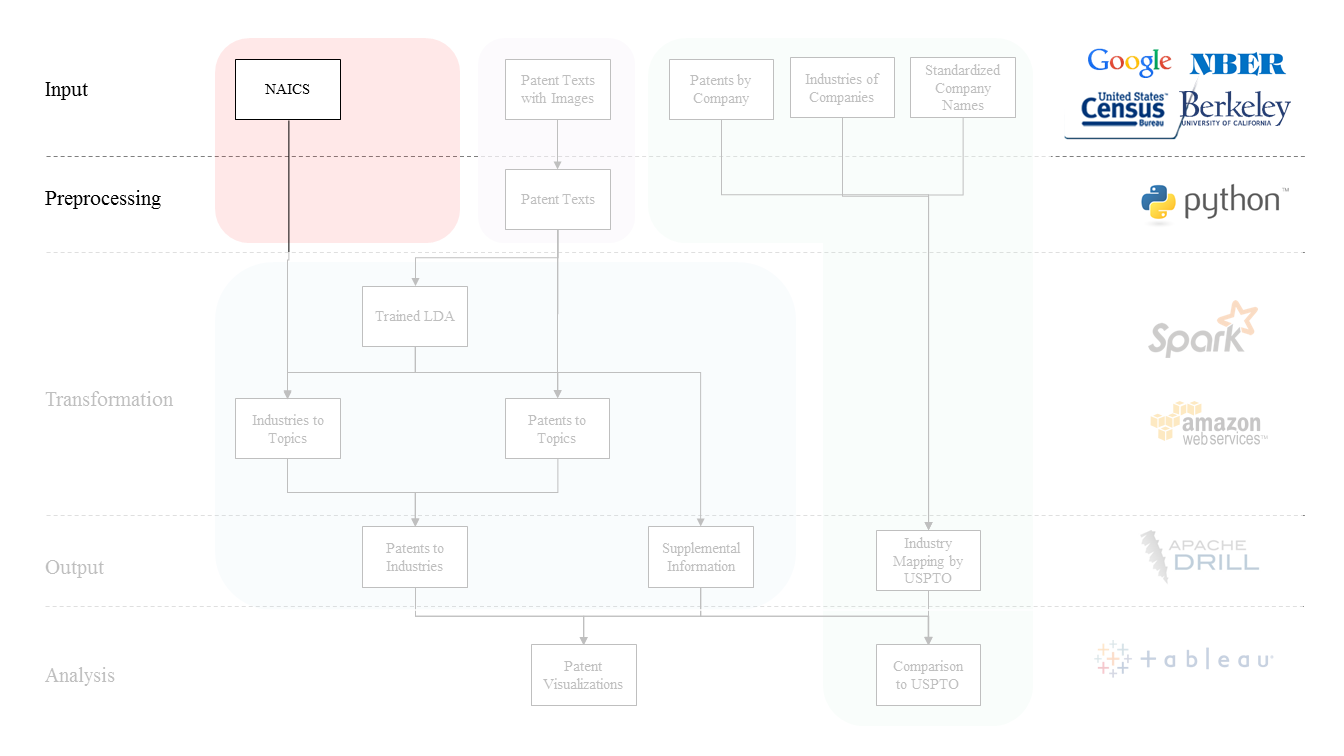 Input
NAICS
Patent Texts
with Images
Patents by
Company
Industries of
Companies
Standardized
Company
Names
Google
NBER
United States™
Census
Bureau
Berkeley
UNIVERSITY OF CALIFORNIA
Preprocessing
Patent Texts
python™
Trained LDA
Spark
Transformation
Industries to
Topics
Patents to
Topics
amazon
web services™
Output
Patents to
Industries
Supplemental
Information
Industry
Mapping by
USPTO
APACHE
DRILL
Analysis
Patent
Visualizations
Comparison
to USPTO
tableau